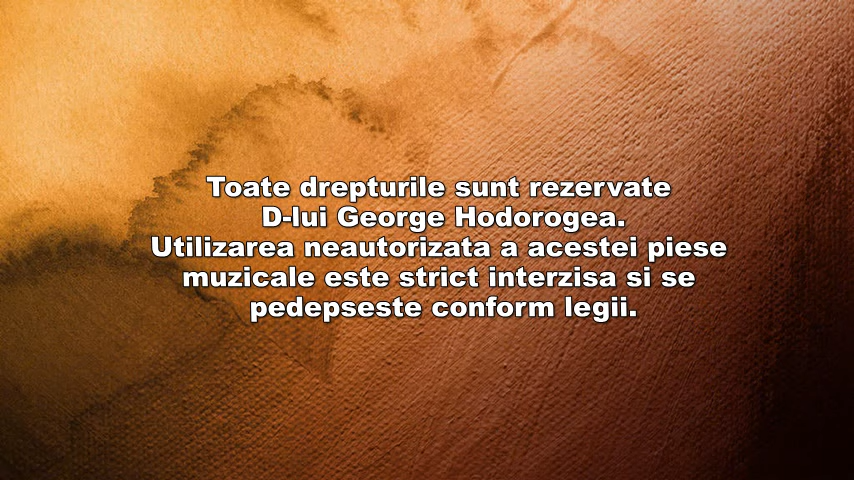 Toate drepturile sunt rezervate
D-lui George Hodorogea.
Utilizarea neautorizata a acestei piese
muzicale este strict interzisa si se
pedepseste conform legii.